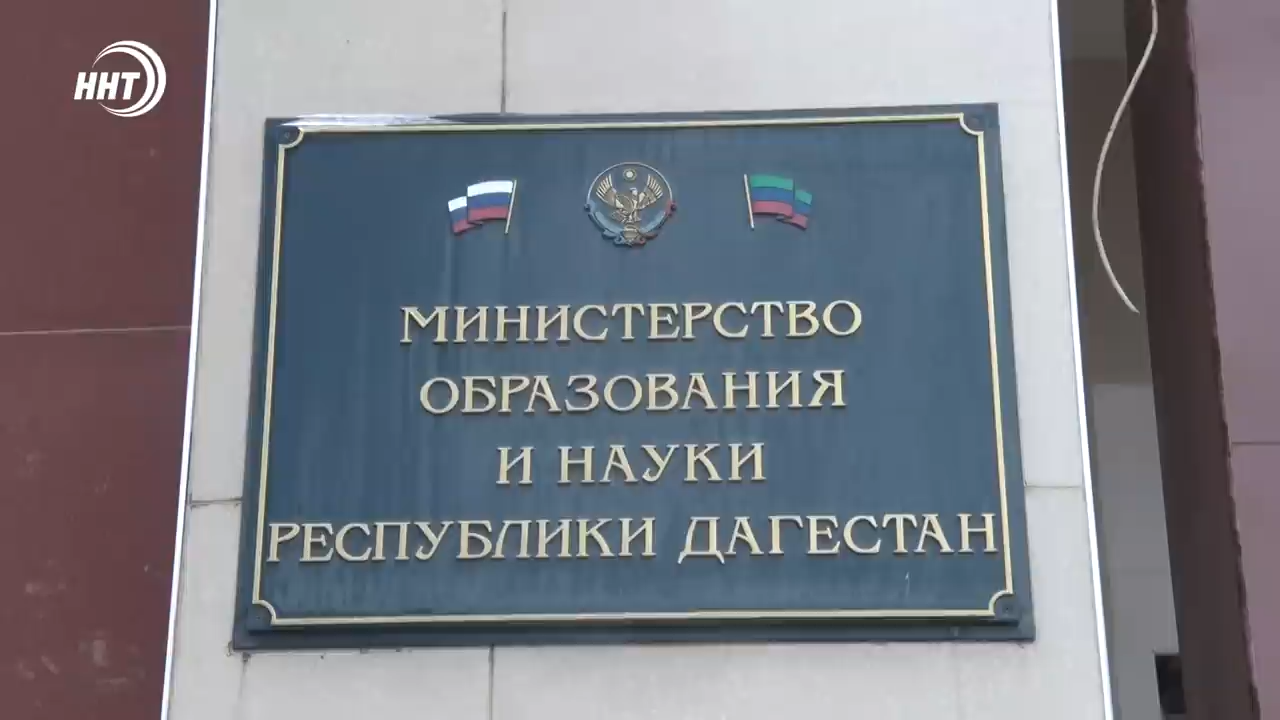 ННТ
МИНИСТЕРСТВО
ОБРАЗОВАНИЯ
И НАУКИ
РЕСПУБЛИКИ ДАГЕСТАН